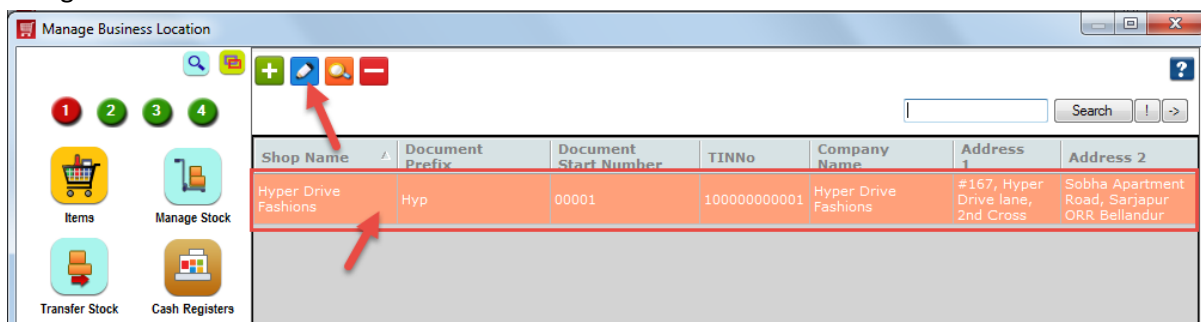 Manage Business Location
?
1 2 3 4
Search ! ->
Shop Name Document Prefix Document Start Number TINNo Company Name Address 1 Address 2
Hyper Drive Fashions Hyp 00001 100000000001 Hyper Drive Fashions #167, Hyper Drive lane, 2nd Cross Sobha Apartment Road, Sarjapur ORR Bellandur
Items Manage Stock
Transfer Stock Cash Registers